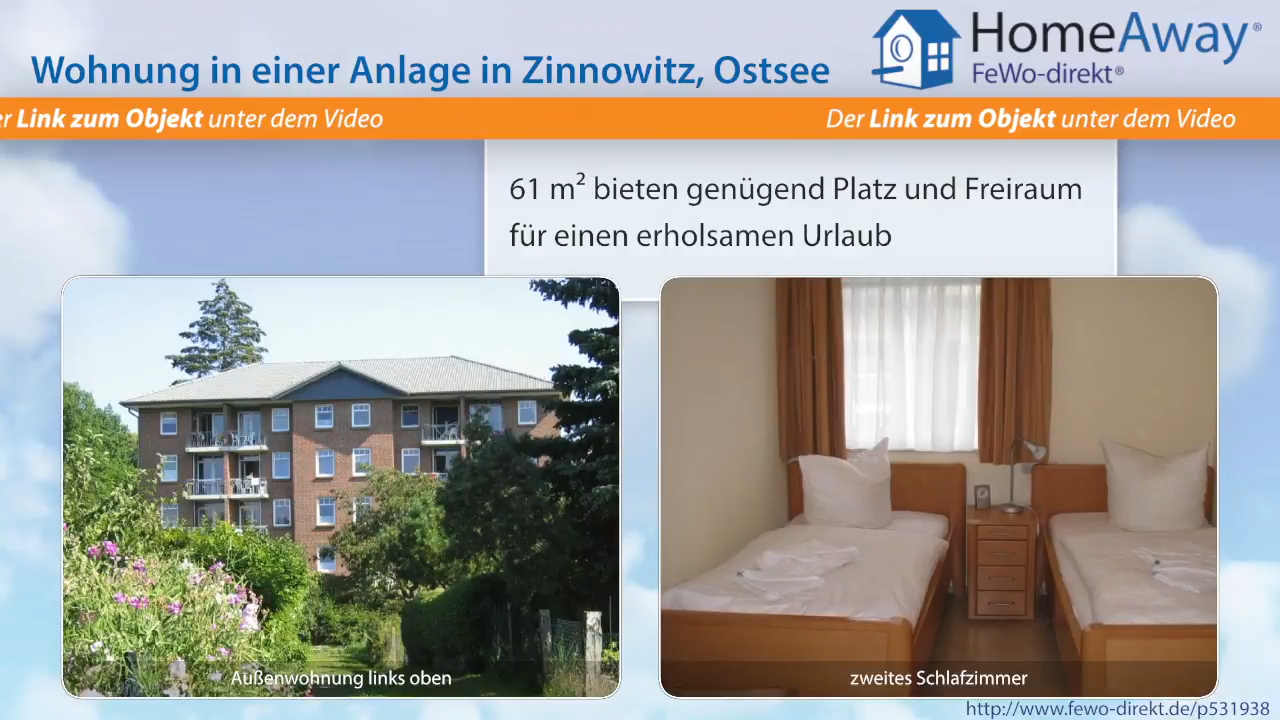 HomeAway®
FeWo-direkt®
Wohnung in einer Anlage in Zinnowitz, Ostsee
er Link zum Objekt unter dem Video
Der Link zum Objekt unter dem Video
61 m² bieten genügend Platz und Freiraum
für einen erholsamen Urlaub
Außenwohnung links oben
zweites Schlafzimmer
http://www.fewo-direkt.de/p531938